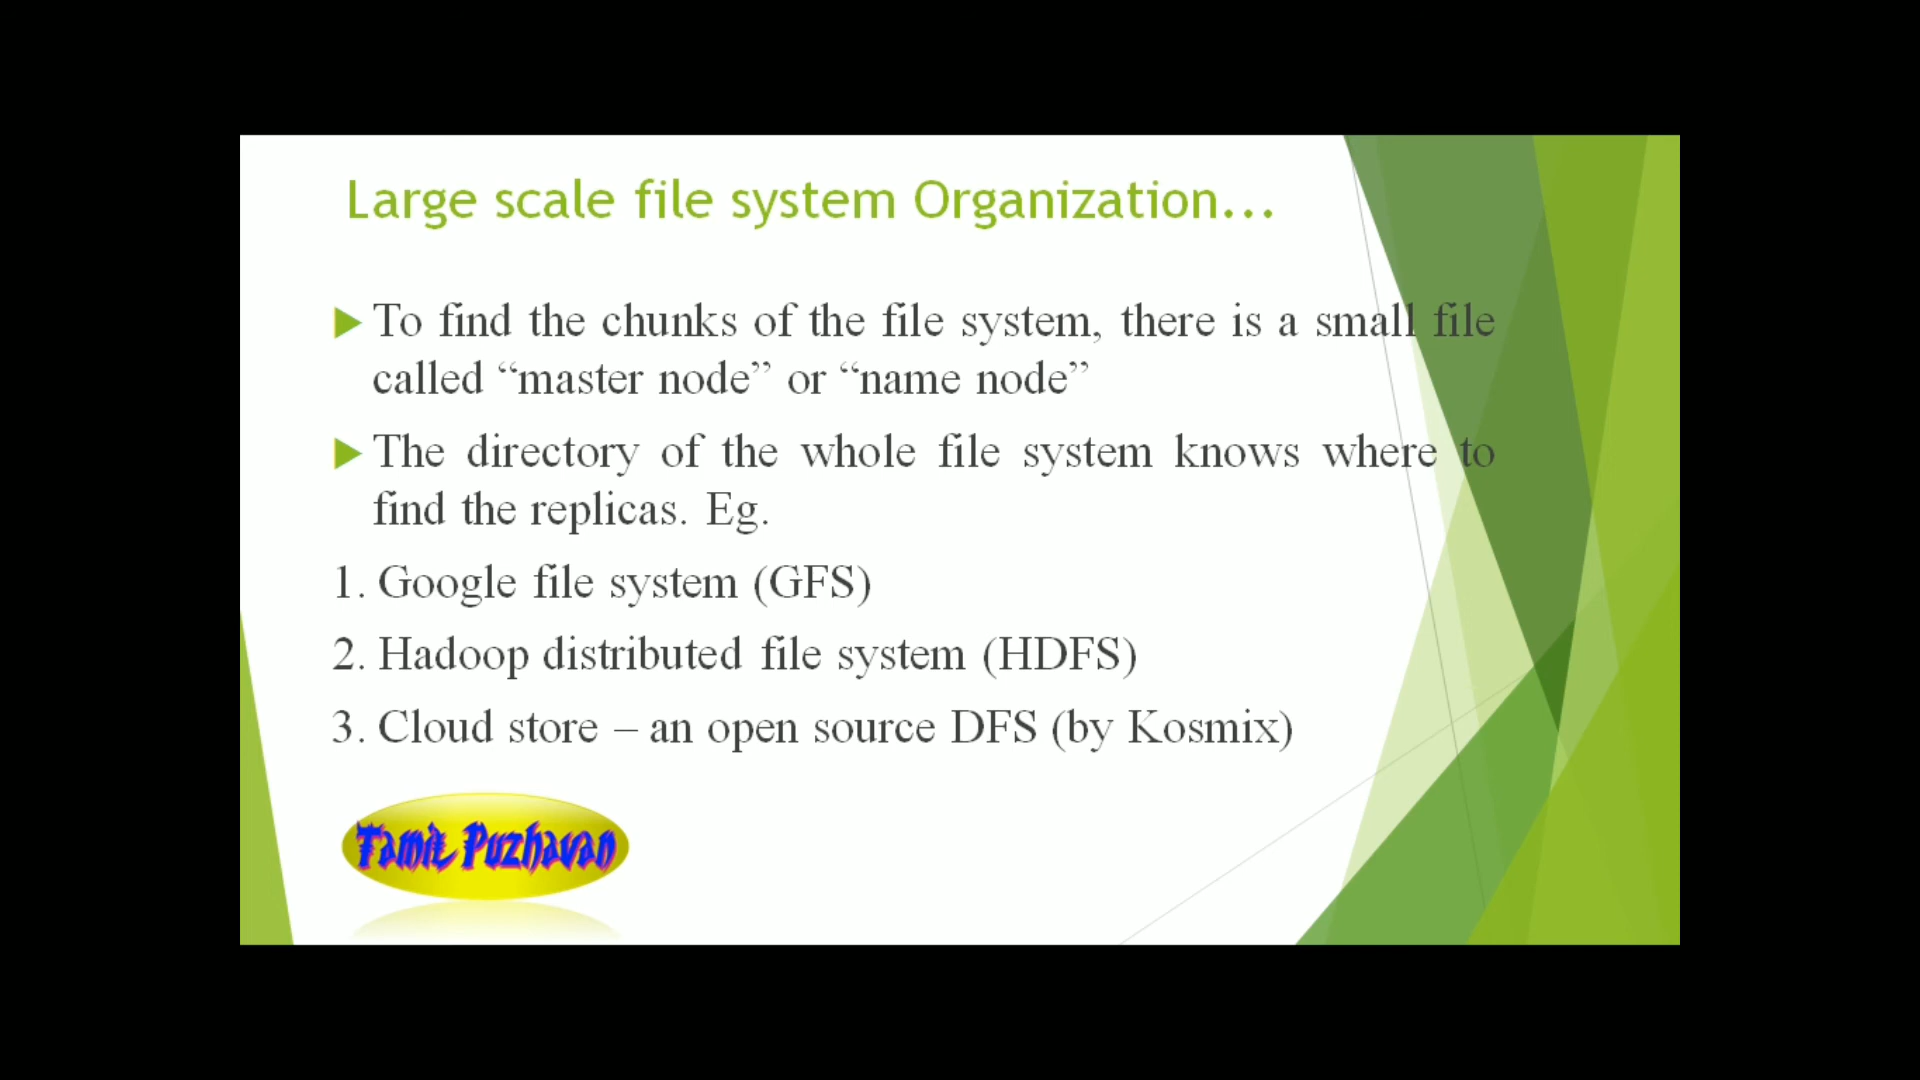 Large scale file system Organization...
To find the chunks of the file system, there is a small file
called “master node” or “name node”
The directory of the whole file system knows where to
find the replicas. Eg.
1. Google file system (GFS)
2. Hadoop distributed file system (HDFS)
3. Cloud store – an open source DFS (by Kosmix)
Tamil Puzhavan